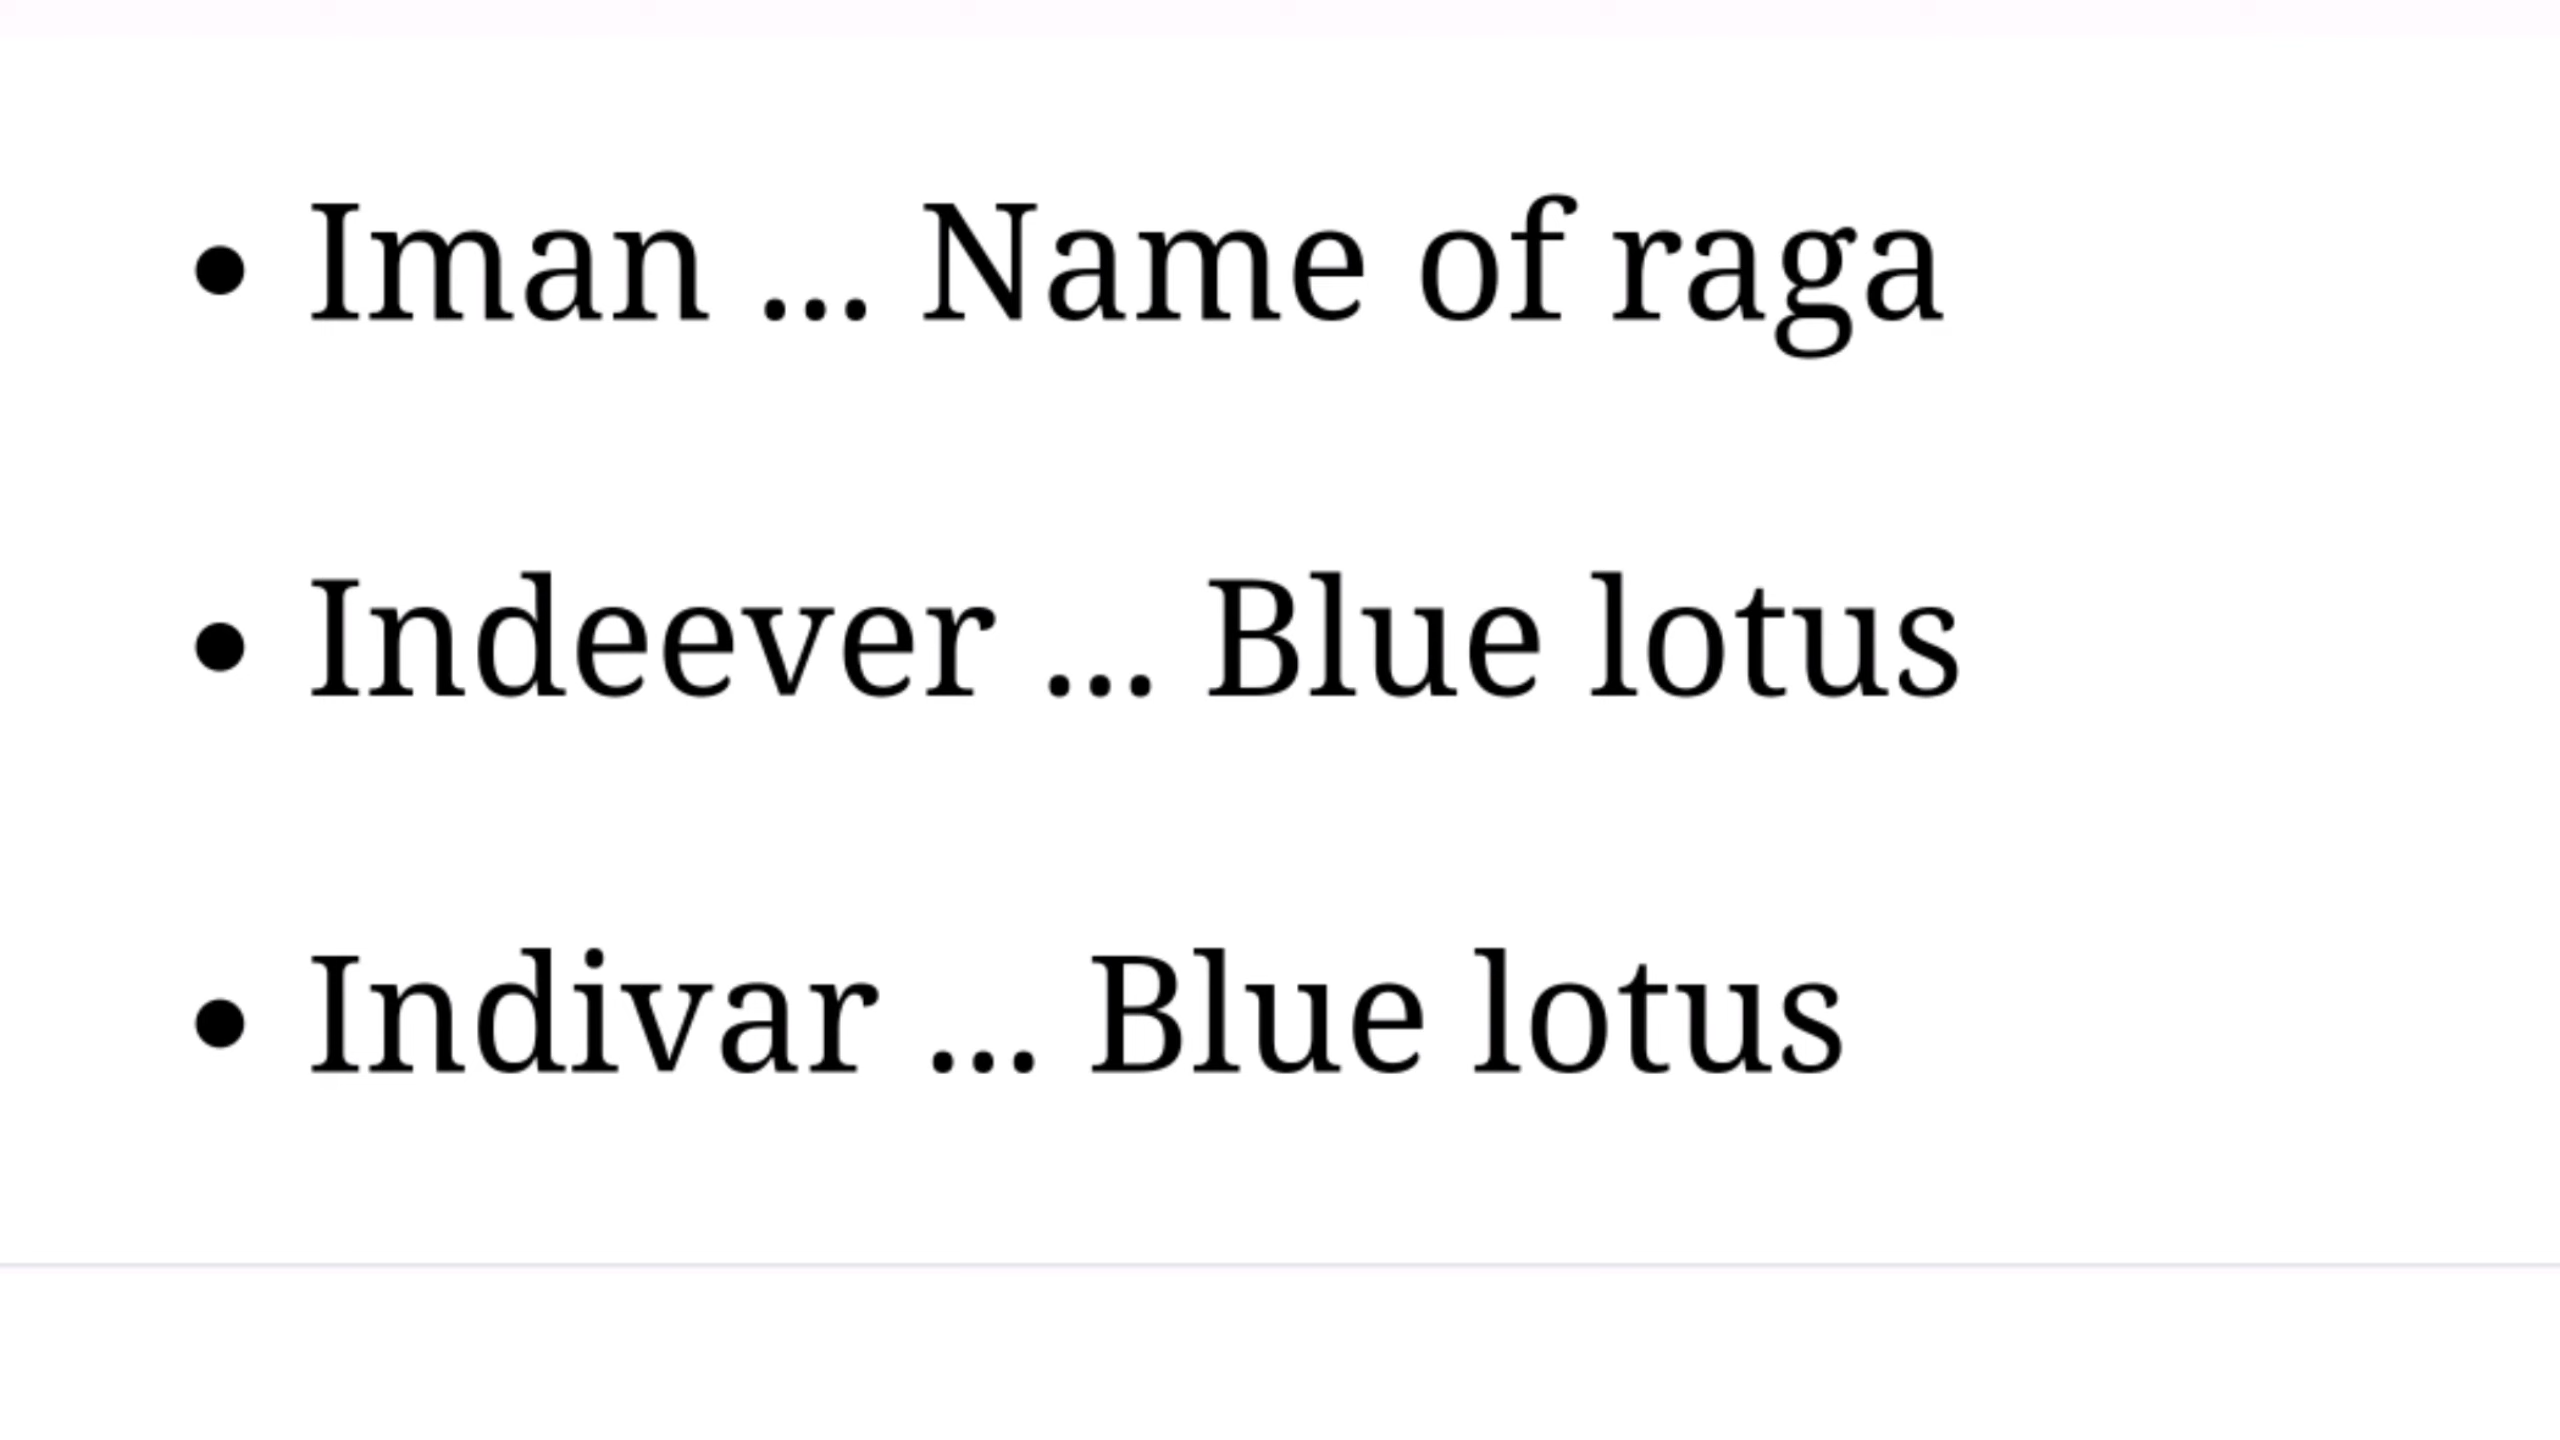 • Iman ... Name of raga
• Indeever ... Blue lotus
• Indivar ... Blue lotus